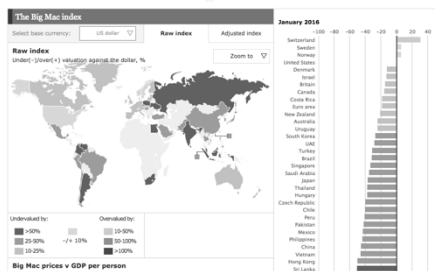 The Big Mac index
Select base currency: US dollar Raw index Adjusted index
Raw index
Under(-)/over(+) valuation against the dollar, %
Zoom to
Undervalued by: Overvalued by:
>50% 10-50%
25-50% -/+ 10% 50-100%
10-25% >100%
Big Mac prices v GDP per person
January 2016
-100 -80 -60 -40 -20 0 20 40
Switzerland
Sweden
Norway
United States
Denmark
Israel
Britain
Canada
Costa Rica
Euro area
New Zealand
Australia
Uruguay
South Korea
UAE
Turkey
Brazil
Singapore
Saudi Arabia
Japan
Thailand
Hungary
Czech Republic
Chile
Peru
Pakistan
Mexico
Philippines
China
Vietnam
Hong Kong
Sri Lanka